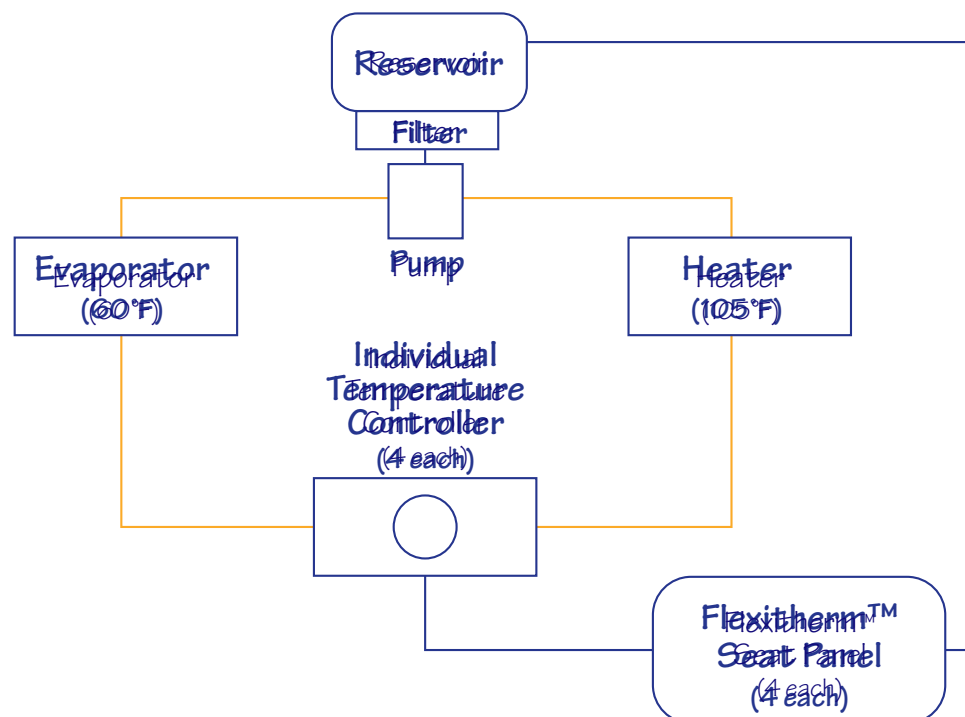 Reservoir
Filter
Pump
Evaporator
(60°F)
Heater
(105°F)
Individual
Temperature
Controller
(4 each)
Flexitherm™
Seat Panel
(4 each)